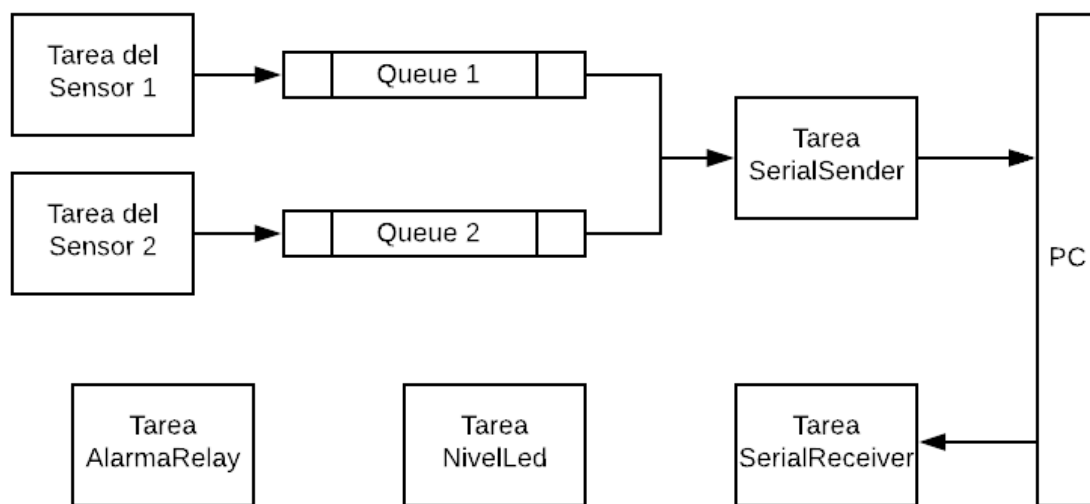 Tarea del
Sensor 1
Queue 1
Tarea
SerialSender
Tarea del
Sensor 2
Queue 2
PC
Tarea
AlarmaRelay
Tarea
NivelLed
Tarea
SerialReceiver